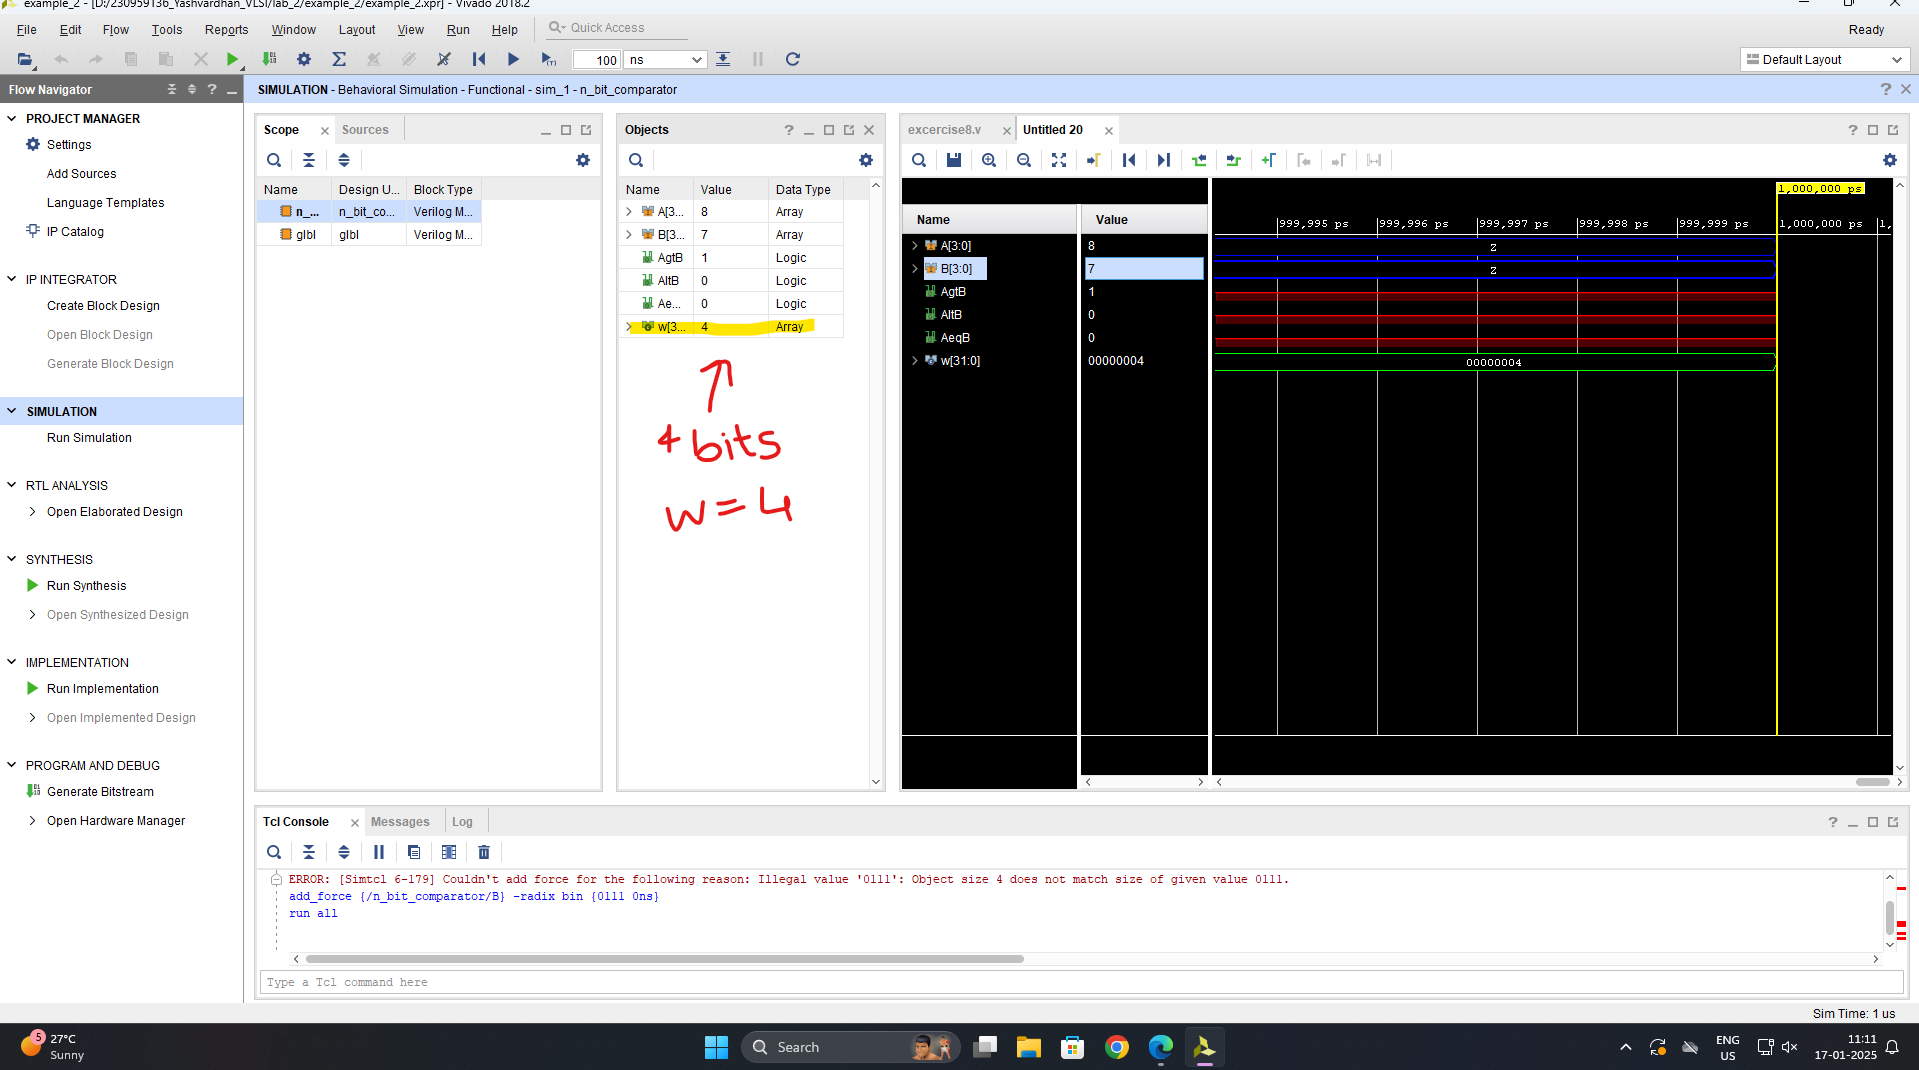 example_2 - [D:/230959136_Yashvardhan_VLSI/lab_2/example_2/example_2.xpr] - Vivado 2018.2
File Edit Flow Tools Reports Window Layout View Run Help Quick Access Ready
100 ns Default Layout
Flow Navigator
SIMULATION - Behavioral Simulation - Functional - sim_1 - n_bit_comparator
PROJECT MANAGER
Settings
Add Sources
Language Templates
IP Catalog
IP INTEGRATOR
Create Block Design
Open Block Design
Generate Block Design
SIMULATION
Run Simulation
RTL ANALYSIS
Open Elaborated Design
SYNTHESIS
Run Synthesis
Open Synthesized Design
IMPLEMENTATION
Run Implementation
Open Implemented Design
PROGRAM AND DEBUG
Generate Bitstream
Open Hardware Manager
Scope Sources
Name Design U... Block Type
n_... n_bit_co... Verilog M...
glbl glbl Verilog M...
Objects
Name Value Data Type
A[3... 8 Array
B[3... 7 Array
AgtB 1 Logic
AltB 0 Logic
Ae... 0 Logic
w[3... 4 Array
4 bits
w=4
excercise8.v Untitled 20
1,000,000 ps
Name Value
999,995 ps 999,996 ps 999,997 ps 999,998 ps 999,999 ps 1,000,000 ps 1,
A[3:0] 8 Z
B[3:0] 7 Z
AgtB 1
AltB 0
AeqB 0
w[31:0] 00000004 00000004
Tcl Console Messages Log
ERROR: [Simtcl 6-179] Couldn't add force for the following reason: Illegal value '0lll': Object size 4 does not match size of given value 0lll.
add_force {/n_bit_comparator/B} -radix bin {0111 0ns}
run all
Type a Tcl command here
Sim Time: 1 us
5
27°C
Sunny
Search
ENG
US
11:11
17-01-2025